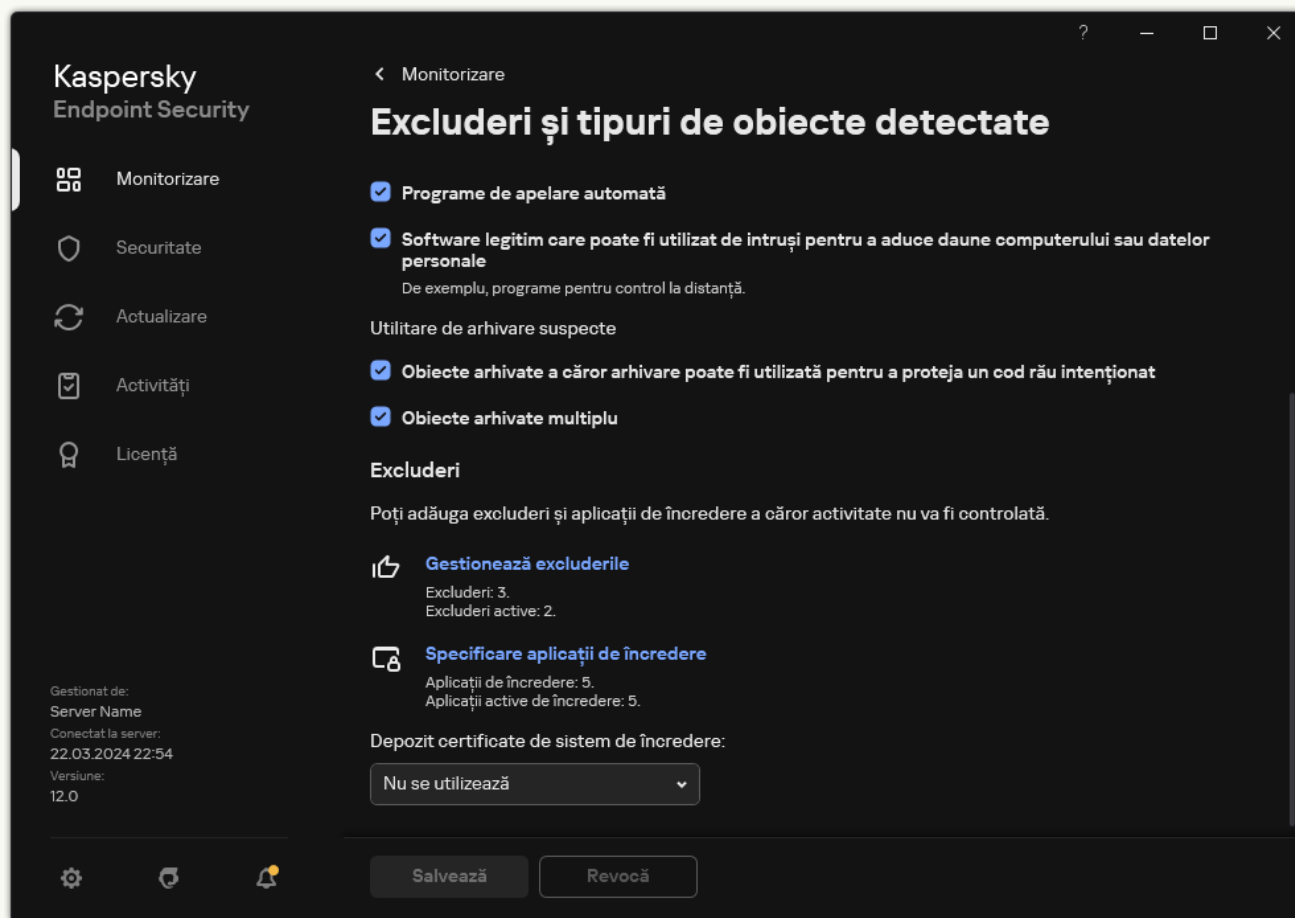 Kaspersky
Endpoint Security
Monitorizare
Securitate
Actualizare
Activități
Licență
Gestionat de:
Server Name
Conectat la server:
22.03.2024 22:54
Versiune:
12.0
?
Monitorizare
Excluderi și tipuri de obiecte detectate
Programe de apelare automată
Software legitim care poate fi utilizat de intruși pentru a aduce daune computerului sau datelor
personale
De exemplu, programe pentru control la distanță.
Utilitare de arhivare suspecte
Obiecte arhivate a căror arhivare poate fi utilizată pentru a proteja un cod rău intenționat
Obiecte arhivate multiplu
Excluderi
Poți adăuga excluderi și aplicații de încredere a căror activitate nu va fi controlată.
Gestionează excluderile
Excluderi: 3.
Excluderi active: 2.
Specificare aplicații de încredere
Aplicații de încredere: 5.
Aplicații active de încredere: 5.
Depozit certificate de sistem de încredere:
Nu se utilizează
Salvează
Revocă